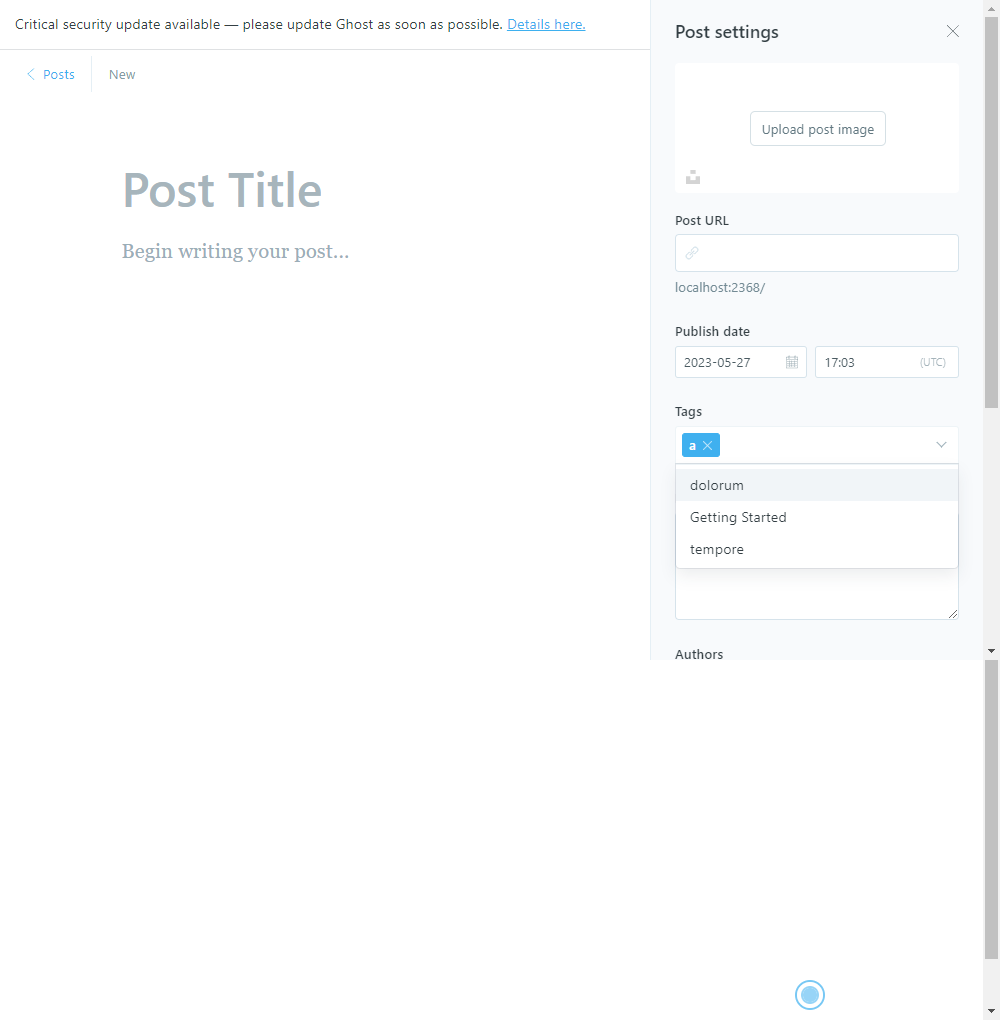 Critical security update available — please update Ghost as soon as possible. Details here.
Posts
New
Post Title
Begin writing your post...
Post settings
Upload post image
Post URL
localhost:2368/
Publish date
2023-05-27
17:03 (UTC)
Tags
a
dolorum
Getting Started
tempore
Authors